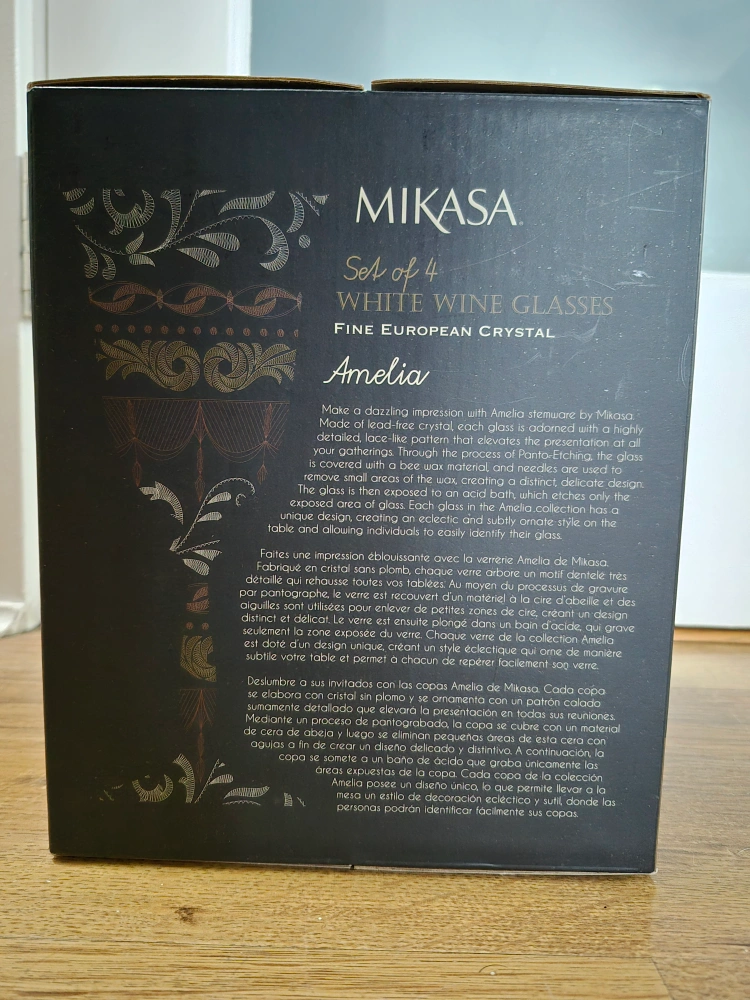 MIKASA
Set of 4
WHITE WINE GLASSES
FINE EUROPEAN CRYSTAL
Amelia
Make a dazzling impression with Amelia stemware by Mikasa.
Made of lead-free crystal, each glass is adorned with a highly
detailed, lace-like pattern that elevates the presentation at all
your gatherings. Through the process of Panto-Etching, the glass
is covered with a bee wax material, and needles are used to
remove small areas of the wax, creating a distinct, delicate design.
The glass is then exposed to an acid bath, which etches only the
exposed area of glass. Each glass in the Amelia collection has a
unique design, creating an eclectic and subtly ornate style on the
table and allowing individuals to easily identify their glass.
Faites une impression éblouissante avec la verrerie Amelia de Mikasa.
Fabriqué en cristal sans plomb, chaque verre arbore un motif dentelé très
détaillé qui rehausse toutes vos tablées. Au moyen du processus de gravure
par pantographe, le verre est recouvert d'un matériel à la cire d'abeille et des
aiguilles sont utilisées pour enlever de petites zones de cire, créant un design
distinct et délicat. Le verre est ensuite plongé dans un bain d'acide, qui grave
seulement la zone exposée du verre. Chaque verre de la collection Amelia
est doté d'un design unique, créant un style éclectique qui orne de manière
subtile votre table et permet à chacun de repérer facilement son verre.
Deslumbre a sus invitados con las copas Amelia de Mikasa. Cada copa
se elabora con cristal sin plomo y se ornamenta con un patrón calado
sumamente detallado que elevará la presentación en todas sus reuniones.
Mediante un proceso de pantograbado, la copa se cubre con un material
de cera de abeja y luego se eliminan pequeñas áreas de esta cera con
agujas a fin de crear un diseño delicado y distintivo. A continuación, la
copa se somete a un baño de ácido que graba únicamente las
áreas expuestas de la copa. Cada copa de la colección
Amelia posee un diseño único, lo que permite llevar a la
mesa un estilo de decoración ecléctico y sutil, donde las
personas podrán identificar fácilmente sus copas.